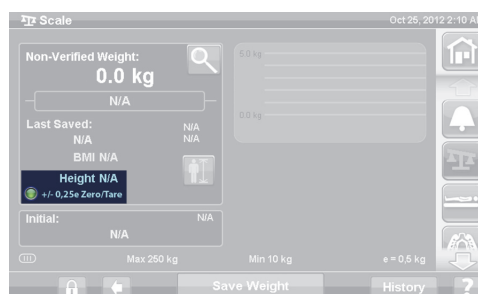 Scale
Oct 25, 2012 2:10 A
Non-Verified Weight:
0.0 kg
N/A
Last Saved: N/A
N/A N/A
BMI N/A
Height N/A
+/- 0,25e Zero/Tare
Initial: N/A
N/A
5.0 kg
0.0 kg
Max 250 kg Min 10 kg e = 0,5 kg
Save Weight History ?